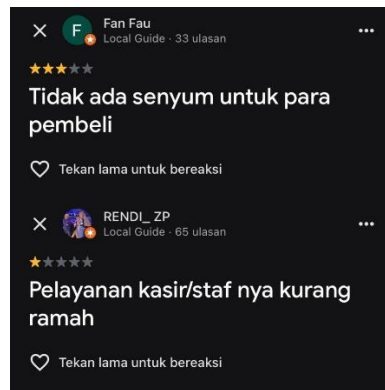 Fan Fau
Local Guide · 33 ulasan
Tidak ada senyum untuk para
pembeli
Tekan lama untuk bereaksi
RENDI_ ZP
Local Guide · 65 ulasan
Pelayanan kasir/staf nya kurang
ramah
Tekan lama untuk bereaksi